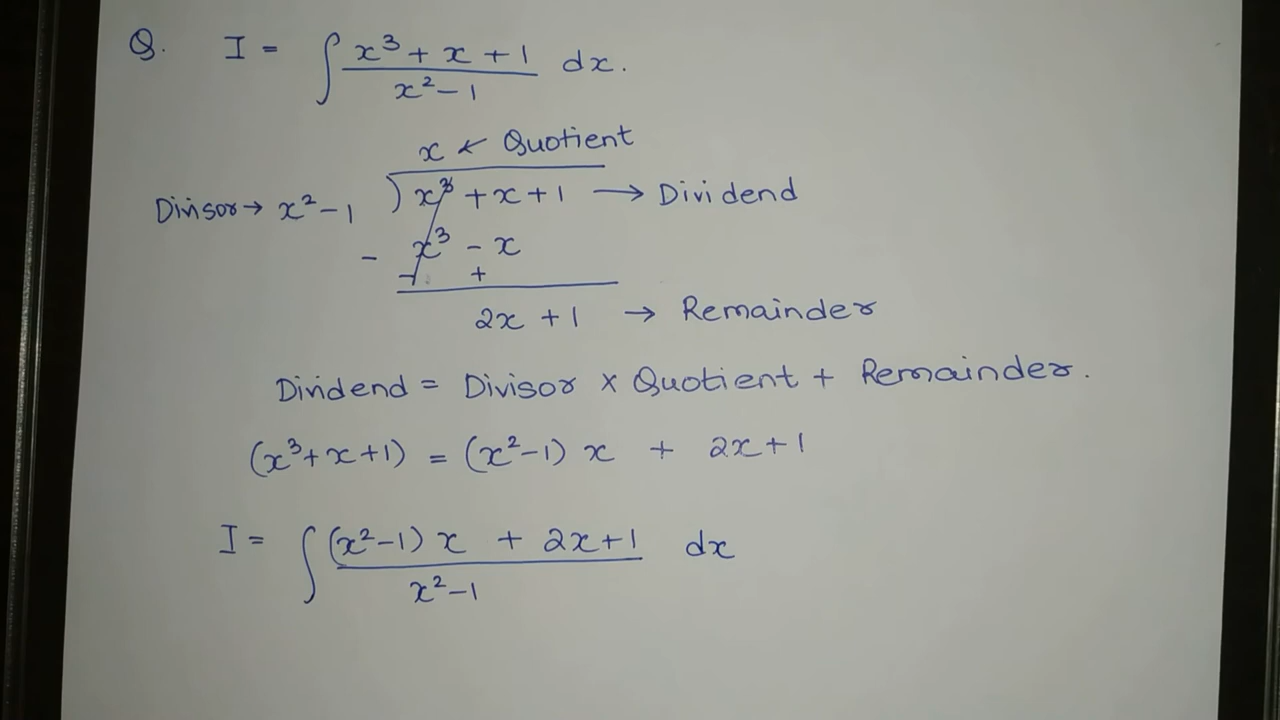 Q. I = ∫ x³ + x + 1 / x² − 1 dx.
x ← Quotient
Divisor → x² − 1 ) x³ + x + 1 → Dividend
− x³ − x
− +
2x + 1 → Remainder
Dividend = Divisor × Quotient + Remainder.
(x³ + x + 1) = (x² − 1) x + 2x + 1
I = ∫ (x² − 1) x + 2x + 1 / x² − 1 dx